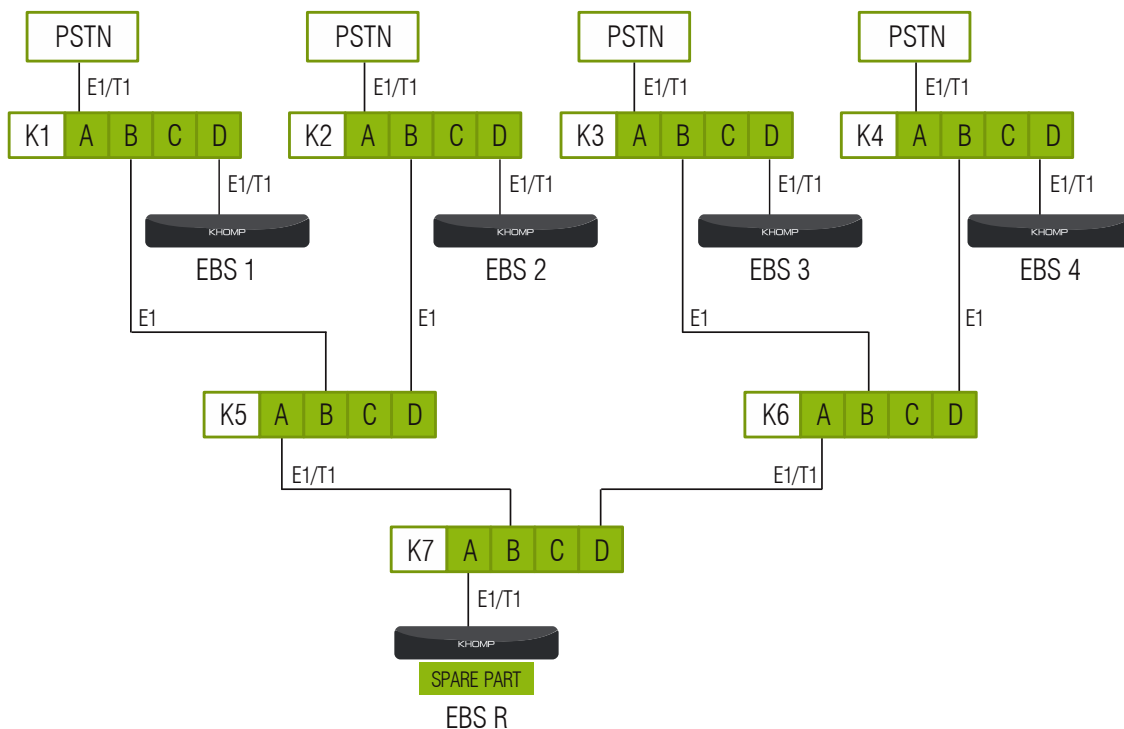 PSTN PSTN PSTN PSTN
E1/T1 E1/T1 E1/T1 E1/T1
K1 A B C D K2 A B C D K3 A B C D K4 A B C D
E1/T1 E1/T1 E1/T1 E1/T1
KHOMP KHOMP KHOMP KHOMP
EBS 1 EBS 2 EBS 3 EBS 4
E1 E1 E1 E1
K5 A B C D K6 A B C D
E1/T1 E1/T1
K7 A B C D
E1/T1
KHOMP
SPARE PART
EBS R